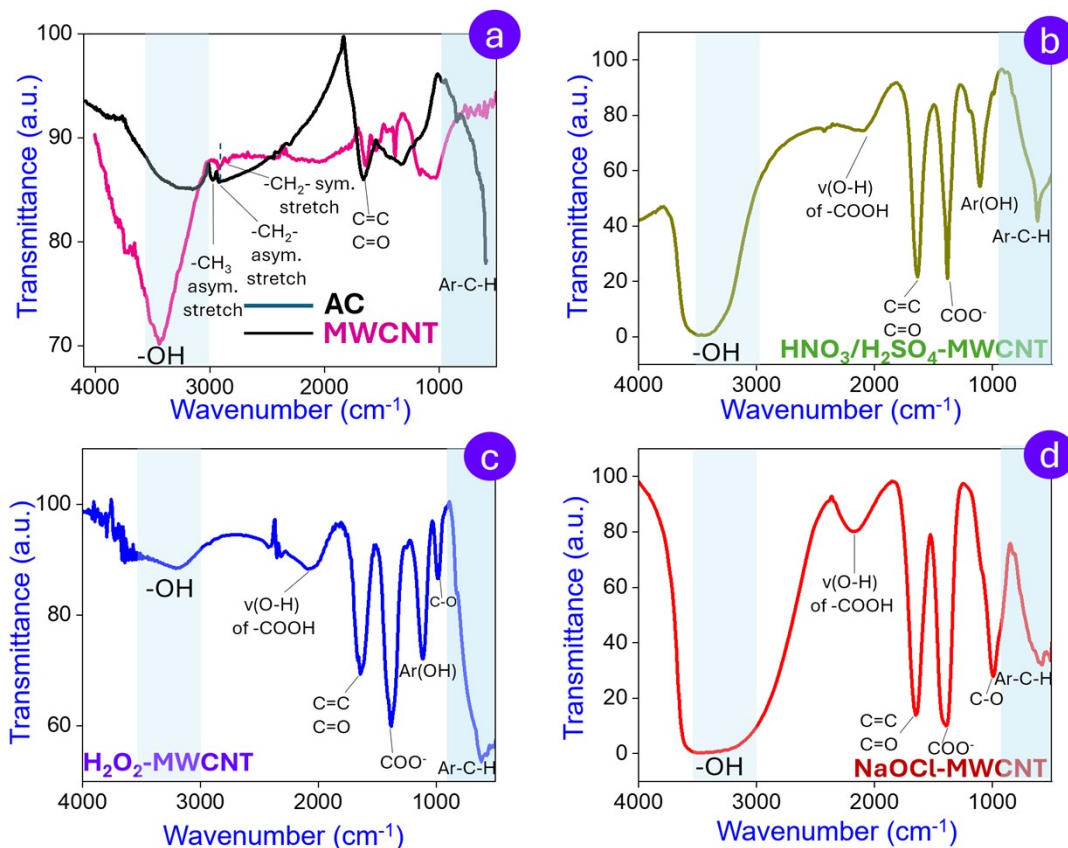 a
Transmittance (a.u.)
100
90
80
70
-CH₂- sym.
stretch
-CH₂-
asym.
stretch
-CH₃
asym.
stretch
C=C
C=O
Ar-C-H
AC
MWCNT
-OH
4000 3000 2000 1000
Wavenumber (cm⁻¹)
b
Transmittance (a.u.)
100
80
60
40
20
0
ν(O-H)
of -COOH
Ar(OH)
Ar-C-H
C=C
C=O
COO⁻
-OH
HNO₃/H₂SO₄-MWCNT
4000 3000 2000 1000
Wavenumber (cm⁻¹)
c
Transmittance (a.u.)
100
80
60
-OH
ν(O-H)
of -COOH
C-O
Ar(OH)
C=C
C=O
COO⁻
Ar-C-H
H₂O₂-MWCNT
4000 3000 2000 1000
Wavenumber (cm⁻¹)
d
Transmittance (a.u.)
100
80
60
40
20
0
ν(O-H)
of -COOH
Ar-C-H
C-O
C=C
C=O
COO⁻
-OH
NaOCl-MWCNT
4000 3000 2000 1000
Wavenumber (cm⁻¹)